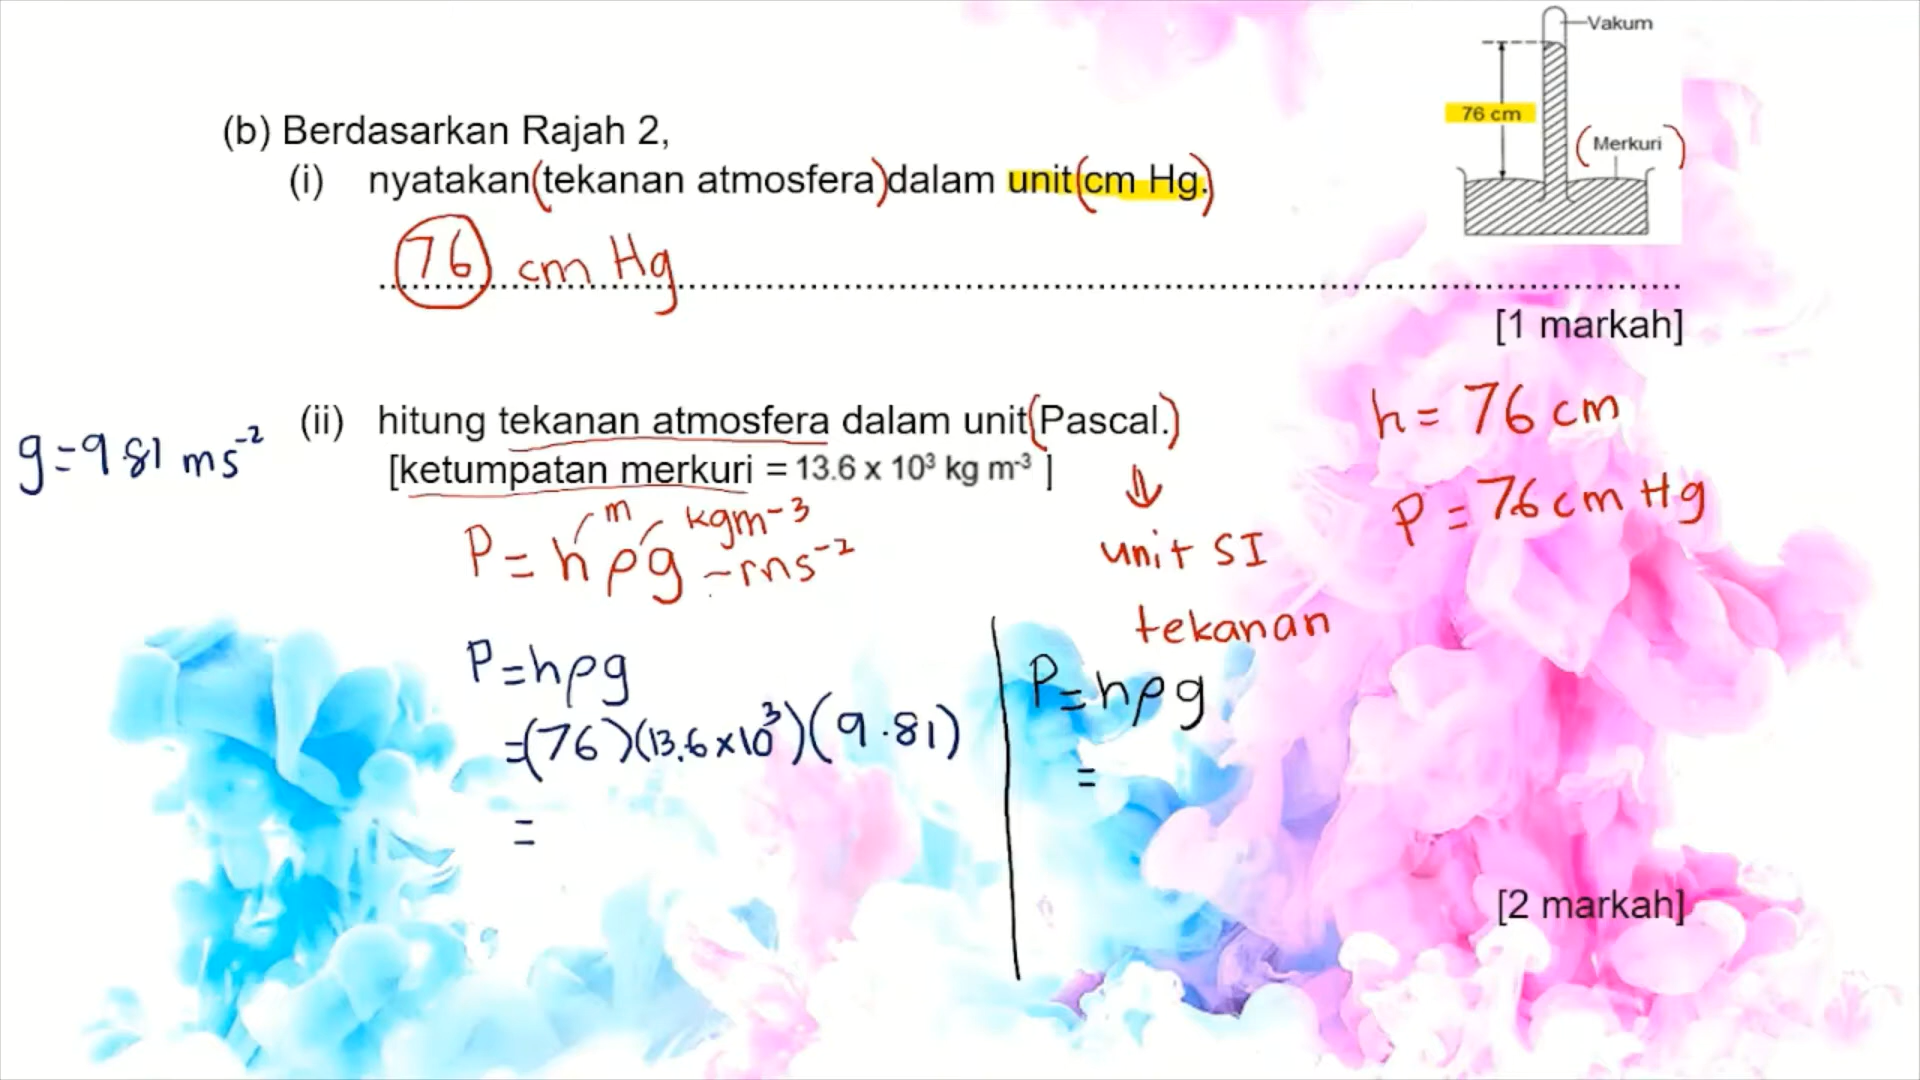 Vakum
76 cm
(Merkuri)
(b) Berdasarkan Rajah 2,
(i) nyatakan (tekanan atmosfera) dalam unit (cm Hg.)
76 cm Hg
[1 markah]
g=9.81 ms⁻²
(ii) hitung tekanan atmosfera dalam unit (Pascal.)
[ketumpatan merkuri = 13.6 x 10³ kg m⁻³ ]
h = 76 cm
P = 76 cm Hg
m kgm⁻³
P = hρg – ms⁻²
unit SI
tekanan
P=hρg
=(76)(13.6×10³)(9.81)
=
P=hρg
=
[2 markah]